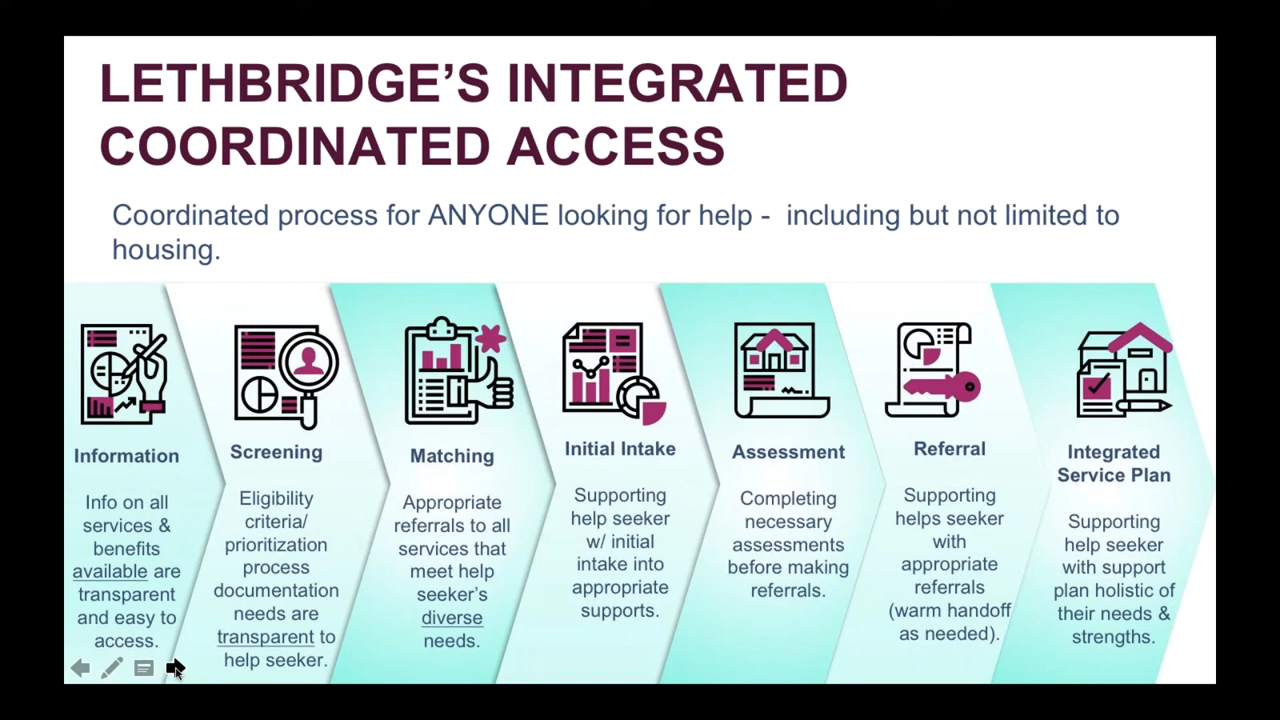 LETHBRIDGE’S INTEGRATED
COORDINATED ACCESS
Coordinated process for ANYONE looking for help -  including but not limited to
housing.
Information
Info on all
services &
benefits
available are
transparent
and easy to
access.
Screening
Eligibility
criteria/
prioritization
process
documentation
needs are
transparent to
help seeker.
Matching
Appropriate
referrals to all
services that
meet help
seeker’s
diverse
needs.
Initial Intake
Supporting
help seeker
w/ initial
intake into
appropriate
supports.
Assessment
Completing
necessary
assessments
before making
referrals.
Referral
Supporting
helps seeker
with
appropriate
referrals
(warm handoff
as needed).
Integrated
Service Plan
Supporting
help seeker
with support
plan holistic of
their needs &
strengths.